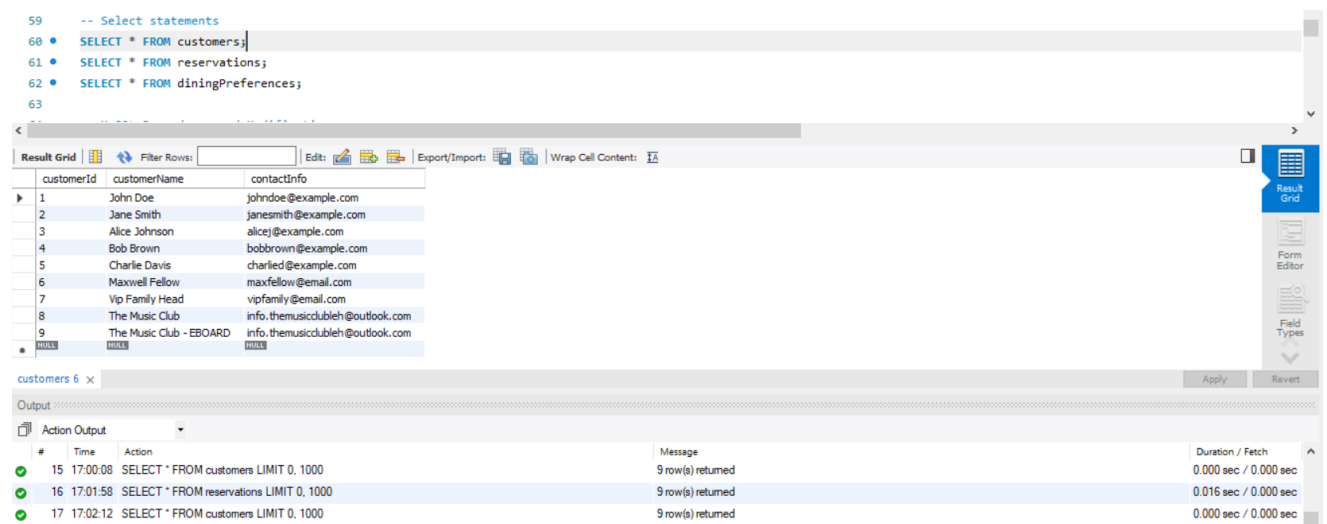 59 -- Select statements
60 SELECT * FROM customers;
61 SELECT * FROM reservations;
62 SELECT * FROM diningPreferences;
63
Result Grid Filter Rows: Edit: Export/Import: Wrap Cell Content:
customerId customerName contactInfo
1 John Doe johndoe@example.com
2 Jane Smith janesmith@example.com
3 Alice Johnson alicej@example.com
4 Bob Brown bobbrown@example.com
5 Charlie Davis charlied@example.com
6 Maxwell Fellow maxfellow@email.com
7 Vip Family Head vipfamily@email.com
8 The Music Club info.themusicclubleh@outlook.com
9 The Music Club - EBOARD info.themusicclubleh@outlook.com
NULL NULL NULL
Result
Grid
Form
Editor
Field
Types
customers 6 Apply Revert
Output
Action Output
# Time Action Message Duration / Fetch
15 17:00:08 SELECT * FROM customers LIMIT 0, 1000 9 row(s) returned 0.000 sec / 0.000 sec
16 17:01:58 SELECT * FROM reservations LIMIT 0, 1000 9 row(s) returned 0.016 sec / 0.000 sec
17 17:02:12 SELECT * FROM customers LIMIT 0, 1000 9 row(s) returned 0.000 sec / 0.000 sec